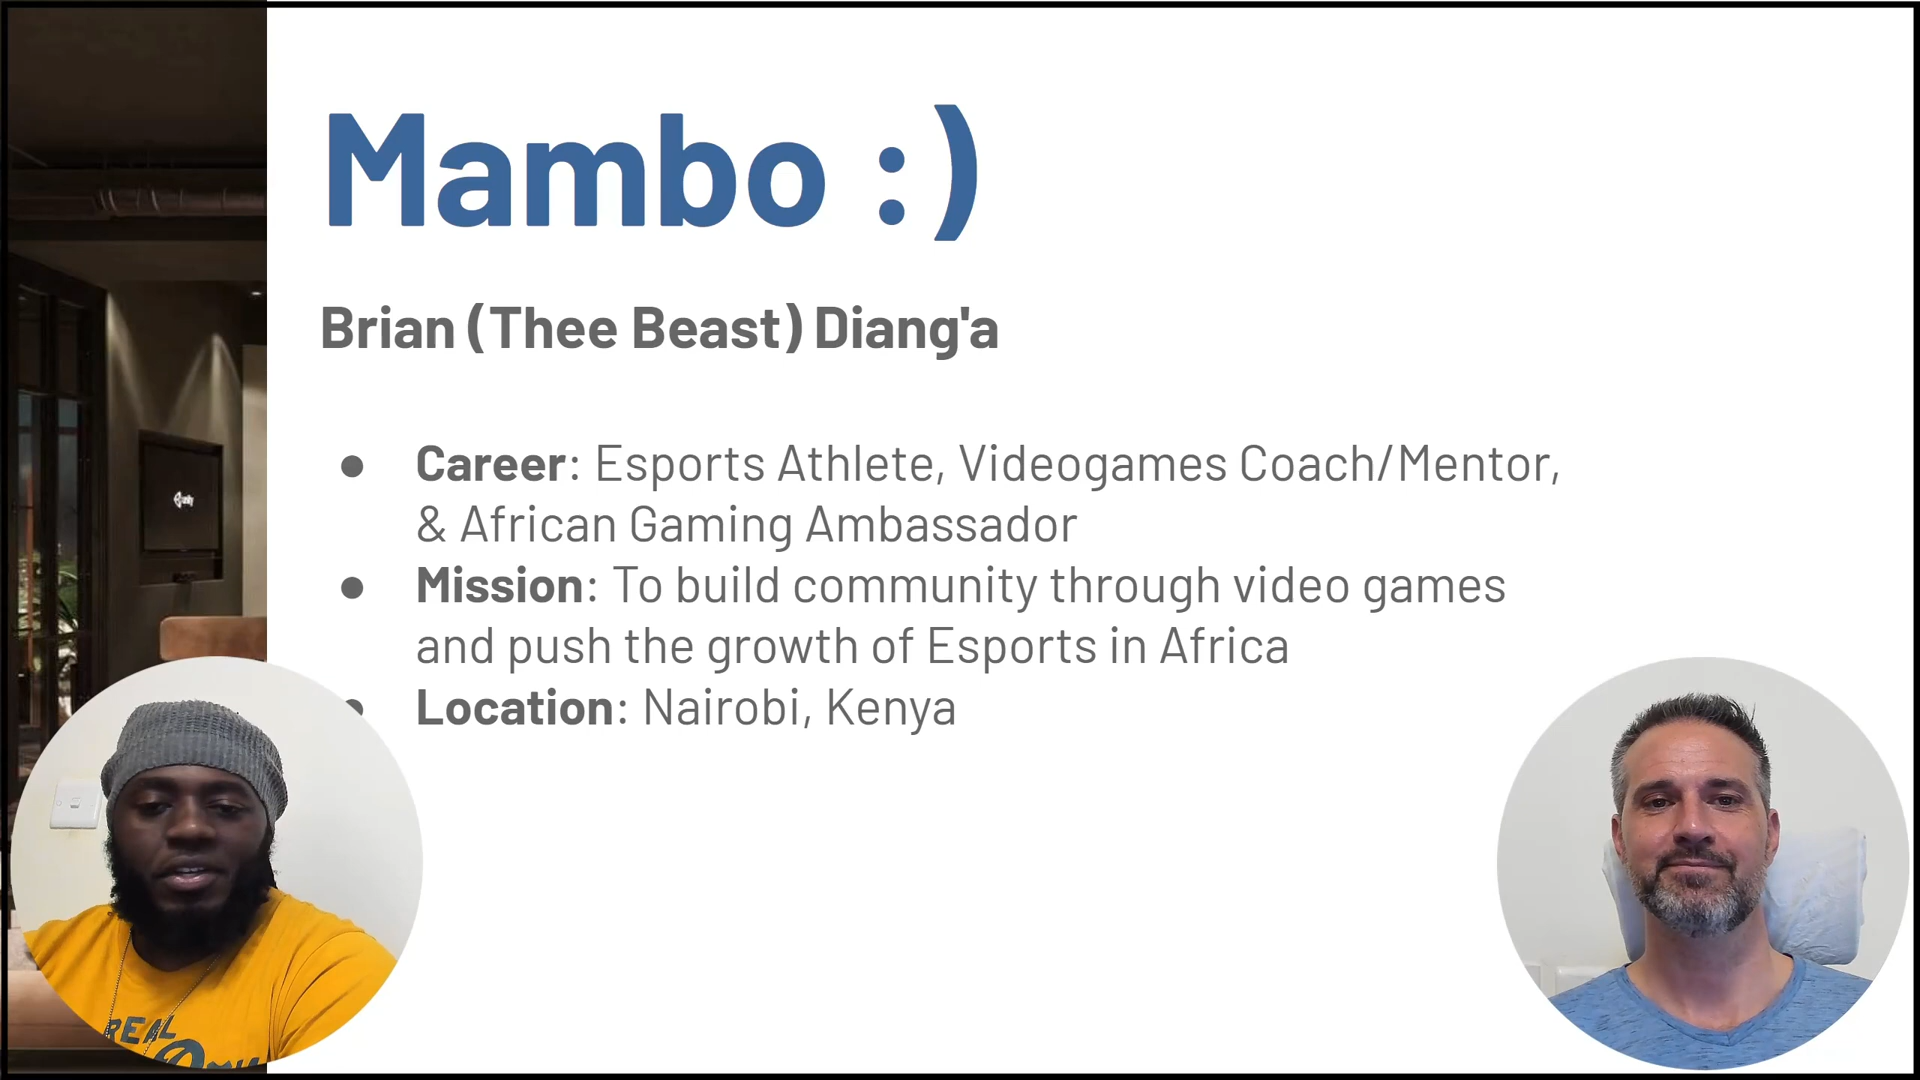 Mambo :)
Brian (Thee Beast) Diang'a
● Career: Esports Athlete, Videogames Coach/Mentor,
& African Gaming Ambassador
● Mission: To build community through video games
and push the growth of Esports in Africa
● Location: Nairobi, Kenya
REAL